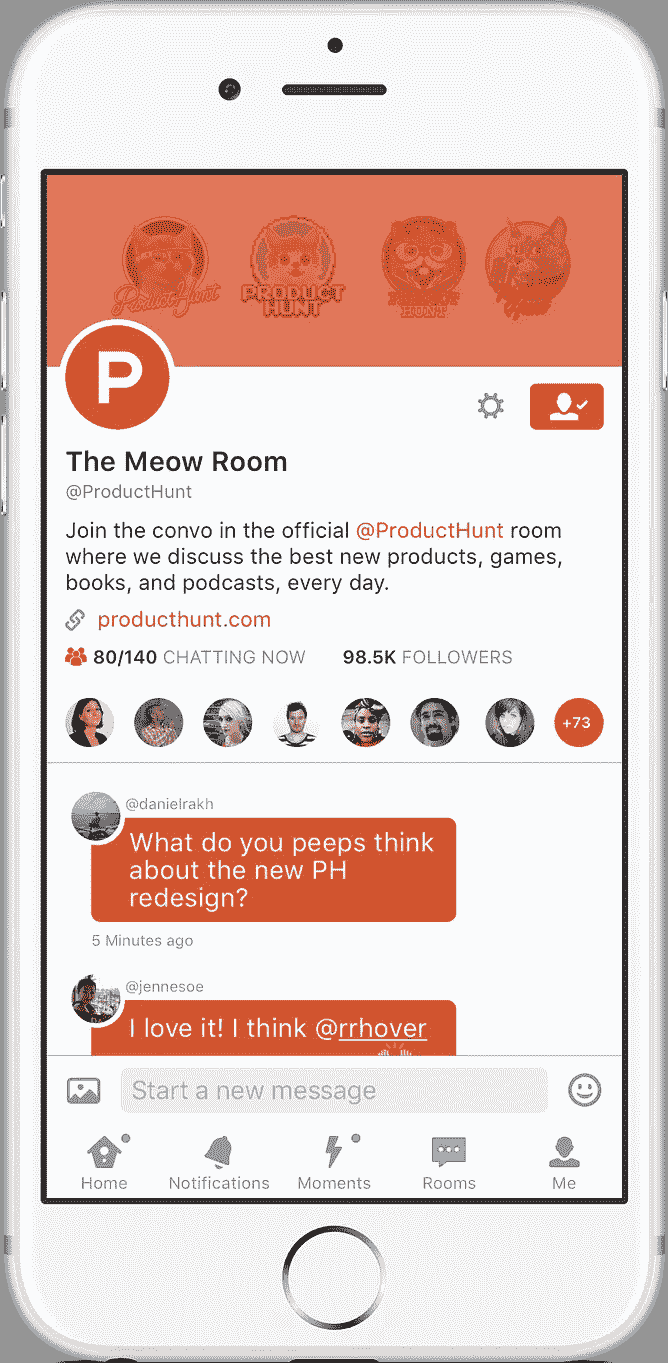 Product Hunt
PRODUCT
HUNT
HUNT
P
The Meow Room
@ProductHunt
Join the convo in the official @ProductHunt room
where we discuss the best new products, games,
books, and podcasts, every day.
producthunt.com
80/140 CHATTING NOW 98.5K FOLLOWERS
+73
@danielrakh
What do you peeps think
about the new PH
redesign?
5 Minutes ago
@jennesoe
I love it! I think @rrhover
Start a new message
Home Notifications Moments Rooms Me